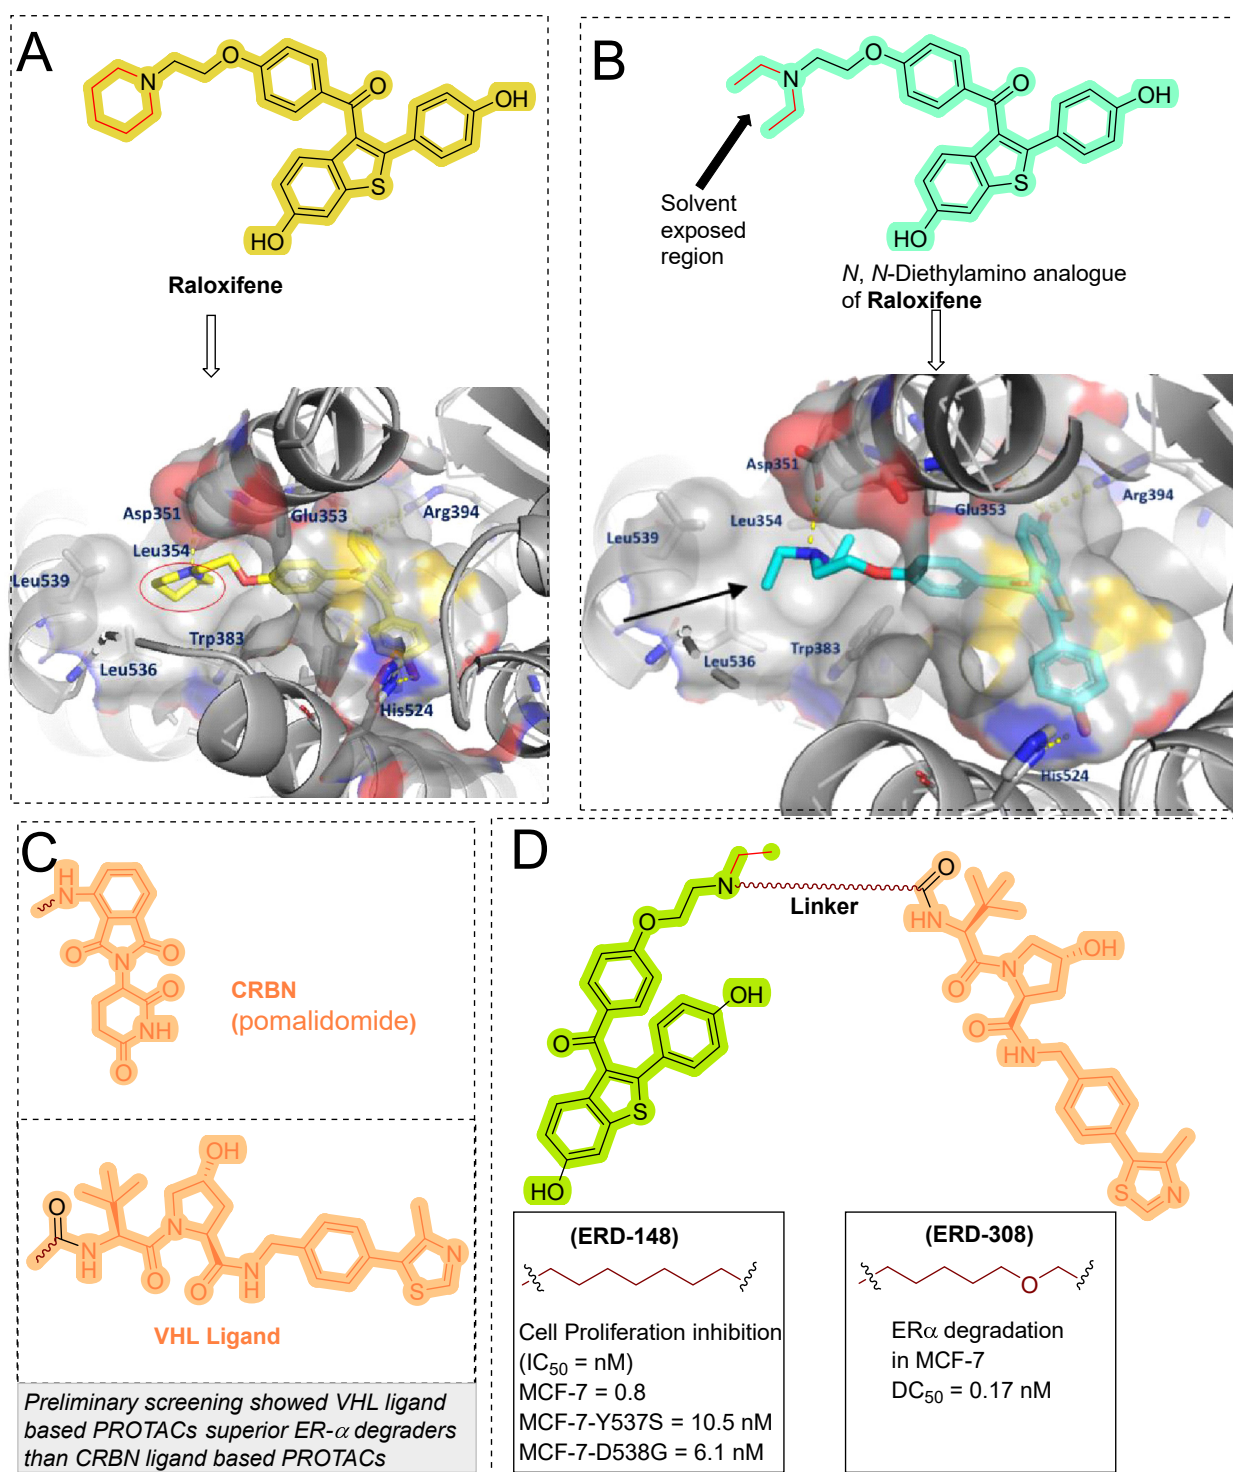 A
N
O
O
OH
S
HO
Raloxifene
Asp351
Glu353
Arg394
Leu354
Leu539
Trp383
Leu536
His524
B
N
O
O
OH
S
HO
Solvent
exposed
region
N, N-Diethylamino analogue
of Raloxifene
Asp351
Glu353
Arg394
Leu354
Leu539
Trp383
Leu536
His524
C
H
N
O
O
N
O
NH
O
CRBN
(pomalidomide)
OH
O
N
N
H
O
O
N
H
N
S
VHL Ligand
Preliminary screening showed VHL ligand
based PROTACs superior ER-α degraders
than CRBN ligand based PROTACs
D
N
O
Linker
O
HN
OH
N
O
O
HN
OH
O
S
HO
S
N
(ERD-148)
Cell Proliferation inhibition
(IC50 = nM)
MCF-7 = 0.8
MCF-7-Y537S = 10.5 nM
MCF-7-D538G = 6.1 nM
(ERD-308)
O
ERα degradation
in MCF-7
DC50 = 0.17 nM